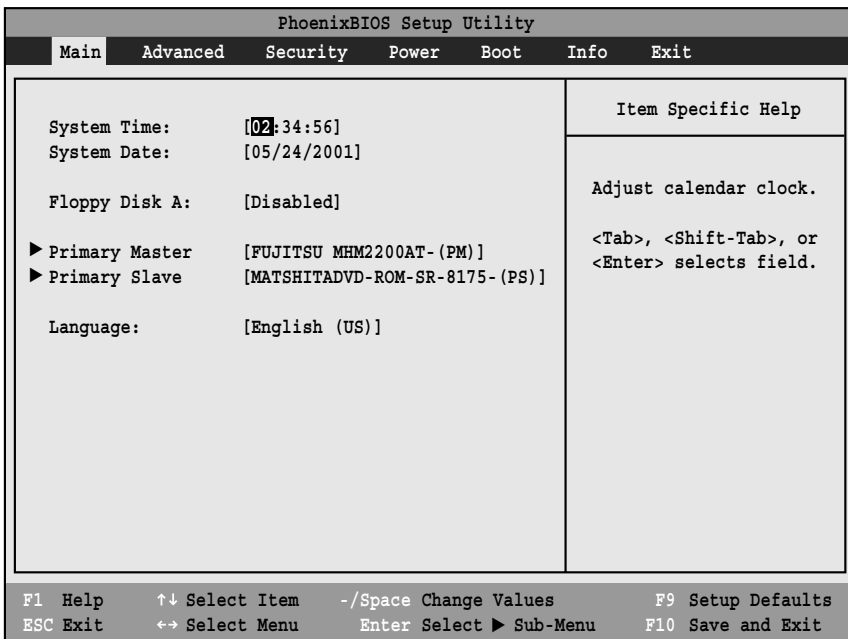 PhoenixBIOS Setup Utility
Main Advanced Security Power Boot Info Exit
System Time: [02:34:56]
System Date: [05/24/2001]
Floppy Disk A: [Disabled]
▶Primary Master [FUJITSU MHM2200AT-(PM)]
▶Primary Slave [MATSHITADVD-ROM-SR-8175-(PS)]
Language: [English (US)]
Item Specific Help
Adjust calendar clock.
<Tab>, <Shift-Tab>, or
<Enter> selects field.
F1 Help ↑↓ Select Item -/Space Change Values F9 Setup Defaults
ESC Exit ←→ Select Menu Enter Select ▶ Sub-Menu F10 Save and Exit